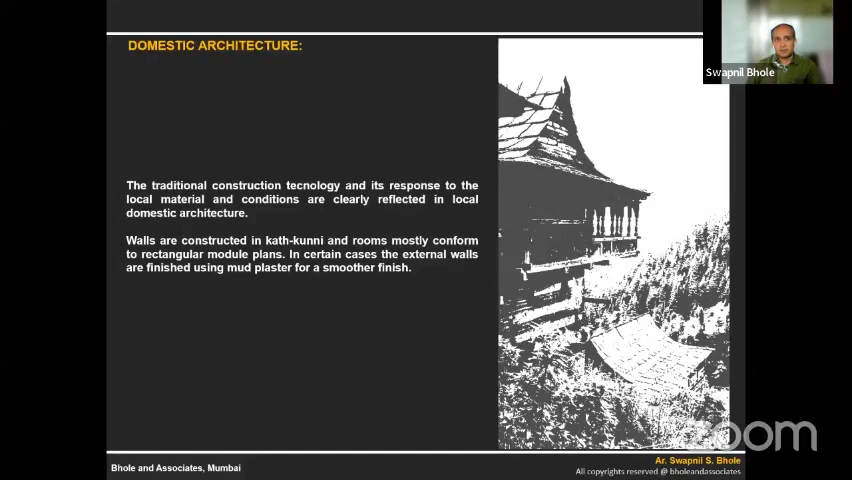 DOMESTIC ARCHITECTURE:
Swapnil Bhole
The traditional construction tecnology and its response to the
local material and conditions are clearly reflected in local
domestic architecture.
Walls are constructed in kath-kunni and rooms mostly conform
to rectangular module plans. In certain cases the external walls
are finished using mud plaster for a smoother finish.
zoom
Bhole and Associates, Mumbai
Ar. Swapnil S. Bhole
All copyrights reserved @ bholeandassociates